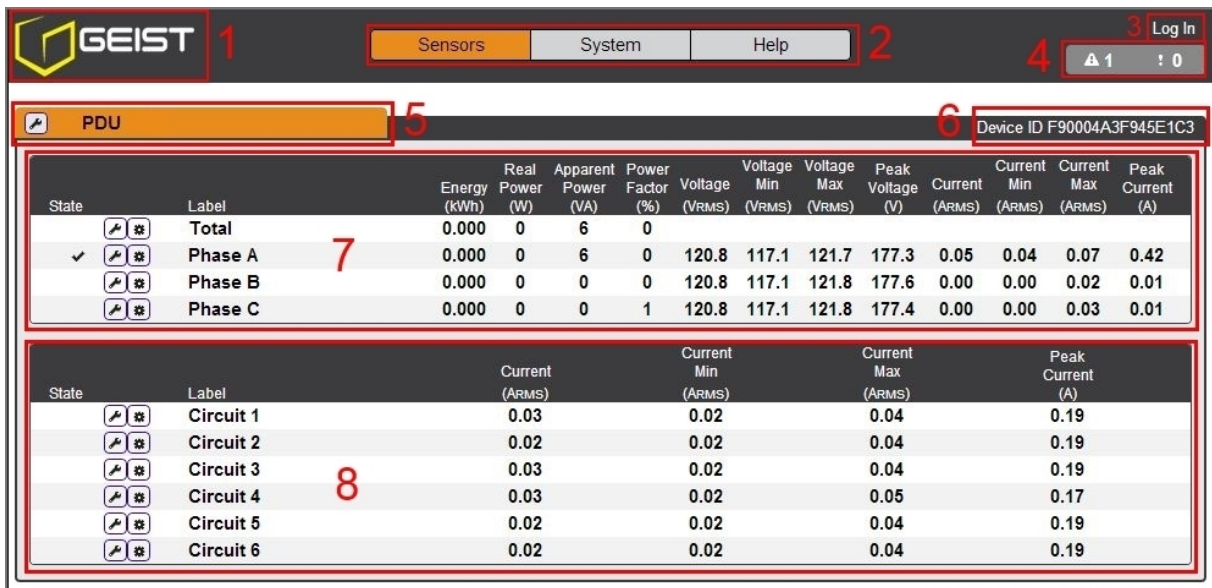 GEIST 1 Sensors System Help 2 3 Log In
4 1 ! 0
PDU 5 6 Device ID F90004A3F945E1C3
State Label Energy (kWh) Real Power (W) Apparent Power (VA) Power Factor (%) Voltage (VRMS) Voltage Min (VRMS) Voltage Max (VRMS) Peak Voltage (V) Current (ARMS) Current Min (ARMS) Current Max (ARMS) Peak Current (A)
Total 0.000 0 6 0
7
Phase A 0.000 0 6 0 120.8 117.1 121.7 177.3 0.05 0.04 0.07 0.42
Phase B 0.000 0 0 0 120.8 117.1 121.8 177.6 0.00 0.00 0.02 0.01
Phase C 0.000 0 0 1 120.8 117.1 121.8 177.4 0.00 0.00 0.03 0.01
State Label Current (ARMS) Current Min (ARMS) Current Max (ARMS) Peak Current (A)
Circuit 1 0.03 0.02 0.04 0.19
Circuit 2 0.02 0.02 0.04 0.19
Circuit 3 0.03 0.02 0.04 0.19
8
Circuit 4 0.03 0.02 0.05 0.17
Circuit 5 0.02 0.02 0.04 0.19
Circuit 6 0.02 0.02 0.04 0.19